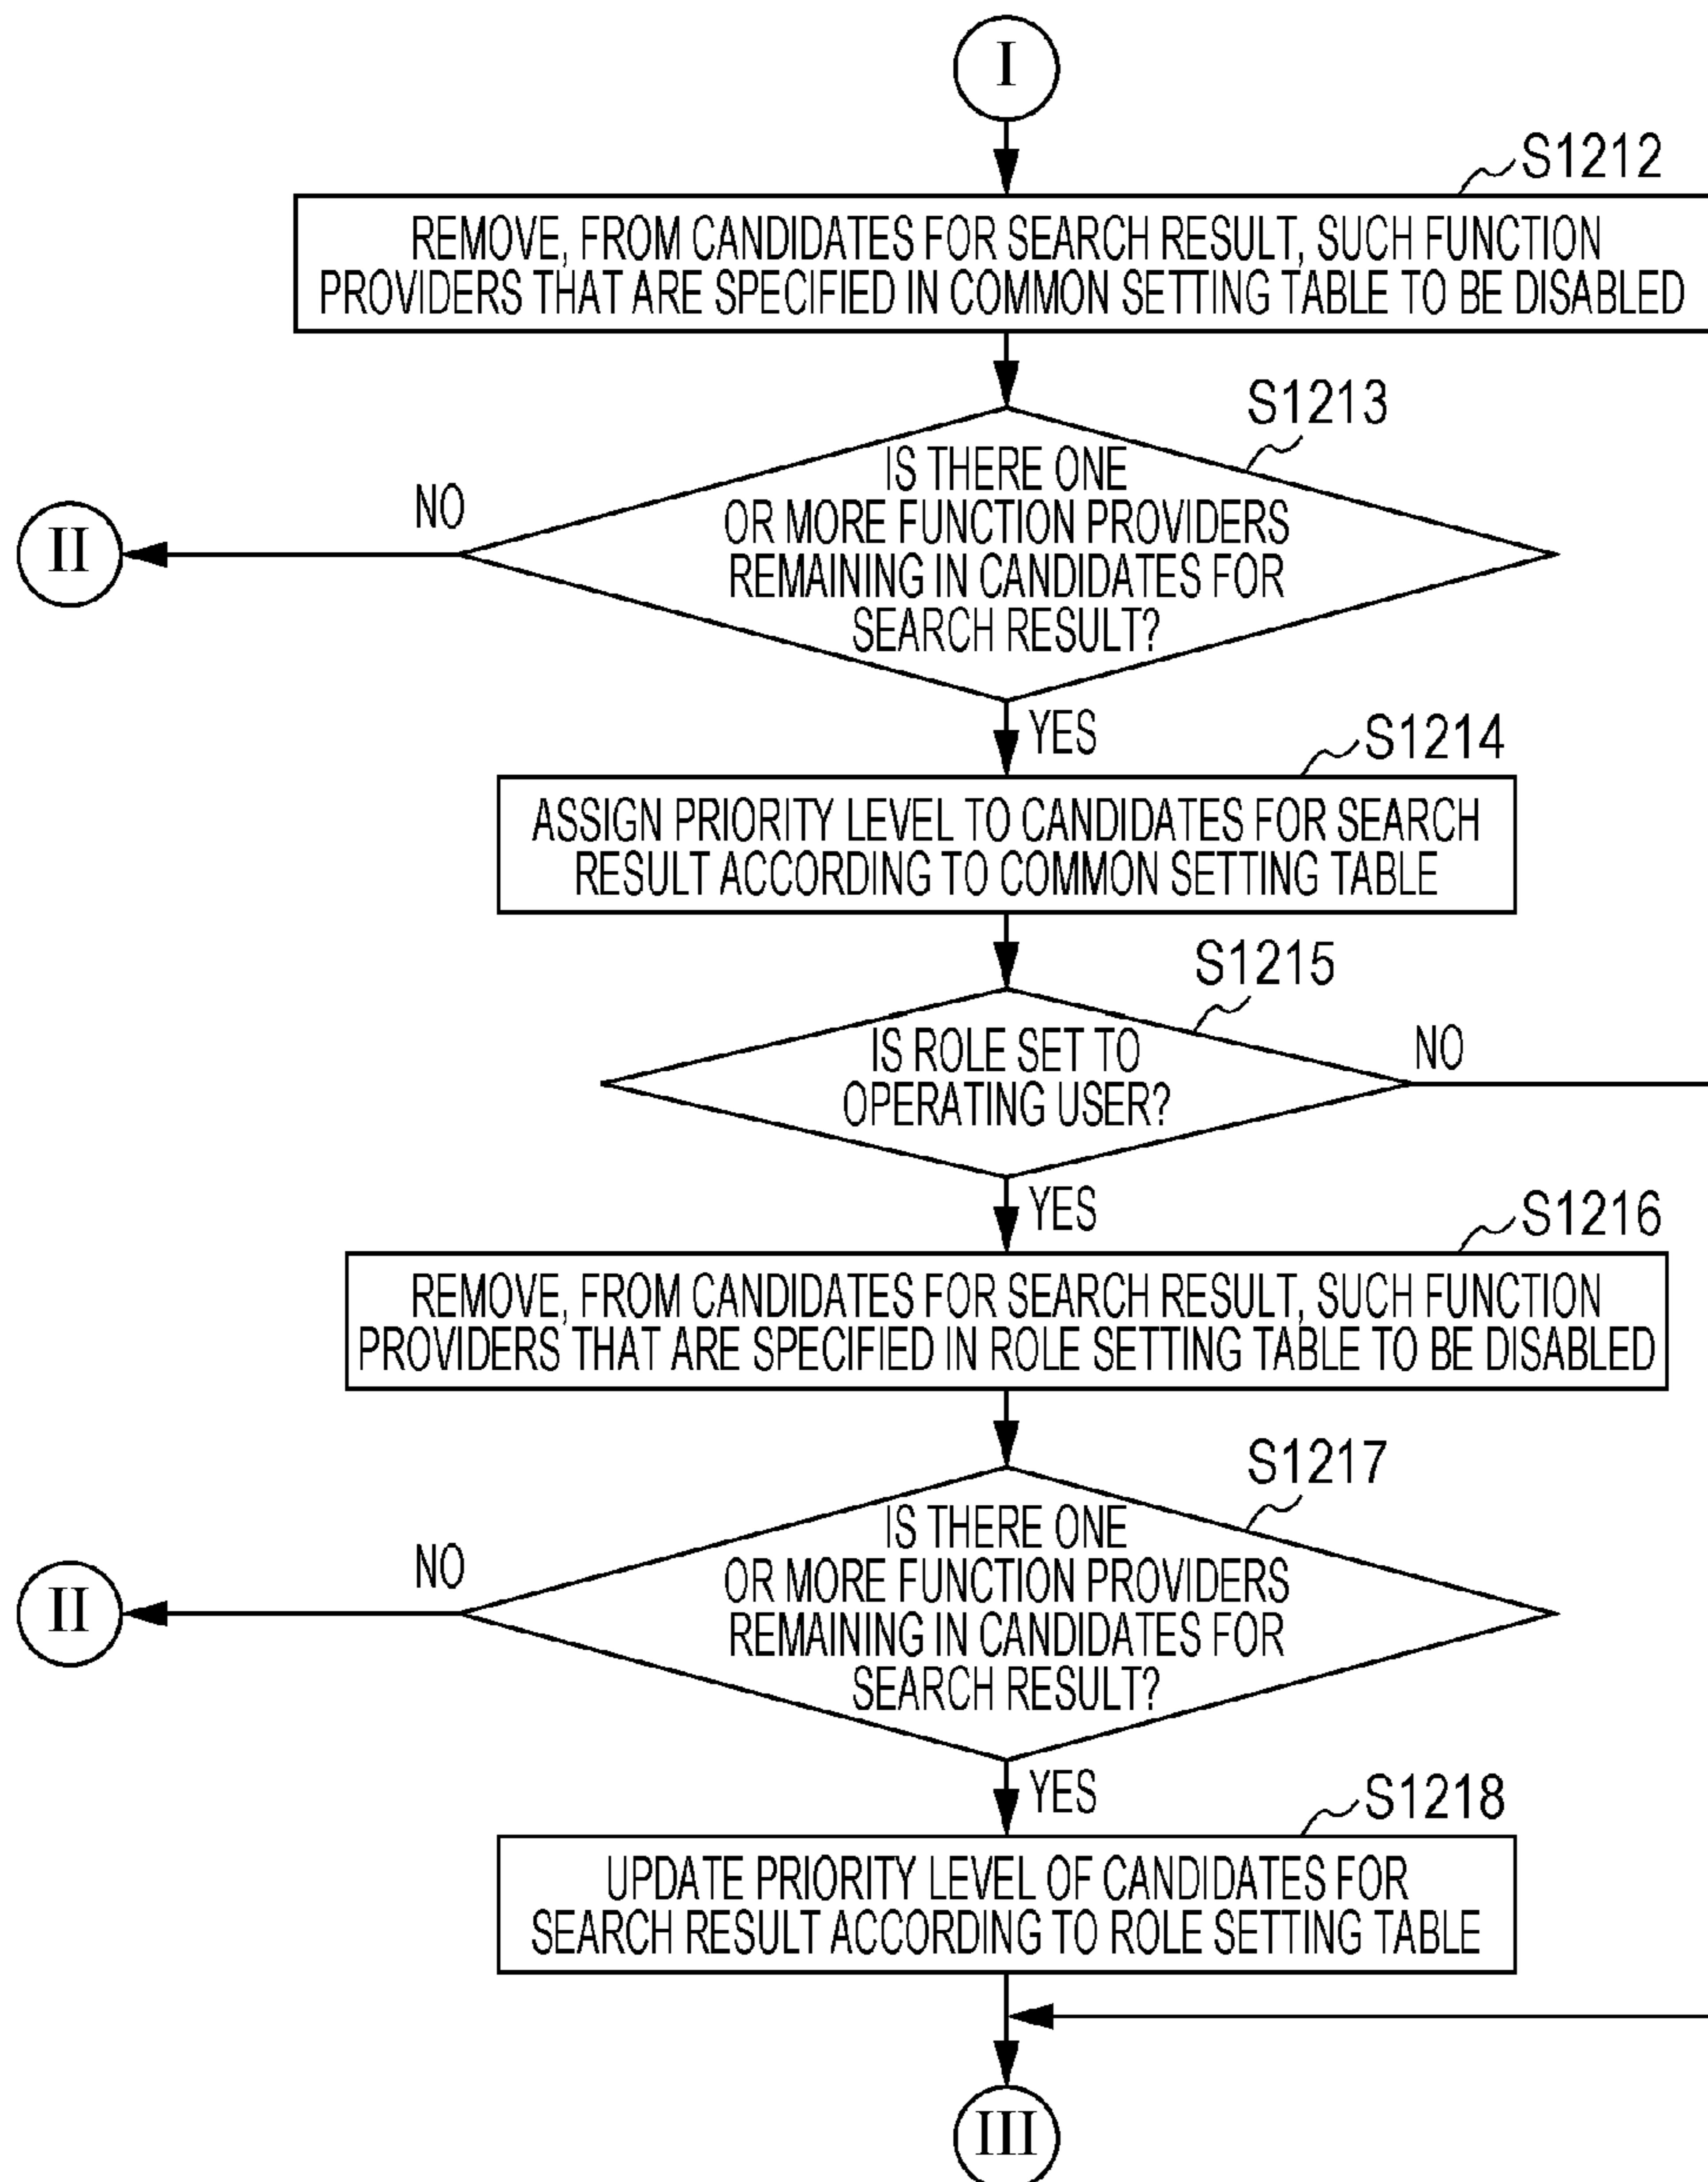 I
S1212
REMOVE, FROM CANDIDATES FOR SEARCH RESULT, SUCH FUNCTION
PROVIDERS THAT ARE SPECIFIED IN COMMON SETTING TABLE TO BE DISABLED
S1213
IS THERE ONE
OR MORE FUNCTION PROVIDERS
REMAINING IN CANDIDATES FOR
SEARCH RESULT?
NO
II
YES
S1214
ASSIGN PRIORITY LEVEL TO CANDIDATES FOR SEARCH
RESULT ACCORDING TO COMMON SETTING TABLE
S1215
IS ROLE SET TO
OPERATING USER?
NO
YES
S1216
REMOVE, FROM CANDIDATES FOR SEARCH RESULT, SUCH FUNCTION
PROVIDERS THAT ARE SPECIFIED IN ROLE SETTING TABLE TO BE DISABLED
S1217
IS THERE ONE
OR MORE FUNCTION PROVIDERS
REMAINING IN CANDIDATES FOR
SEARCH RESULT?
NO
II
YES
S1218
UPDATE PRIORITY LEVEL OF CANDIDATES FOR
SEARCH RESULT ACCORDING TO ROLE SETTING TABLE
III